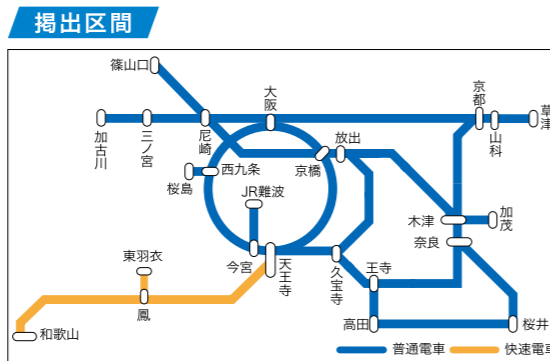 掲出区間
篠山口
大阪
京都
加古川
三ノ宮
尼崎
山科
草津
放出
京橋
西九条
桜島
JR難波
木津
加茂
奈良
東羽衣
今宮
天王寺
久宝寺
王寺
鳳
和歌山
高田
桜井
普通電車
快速電車